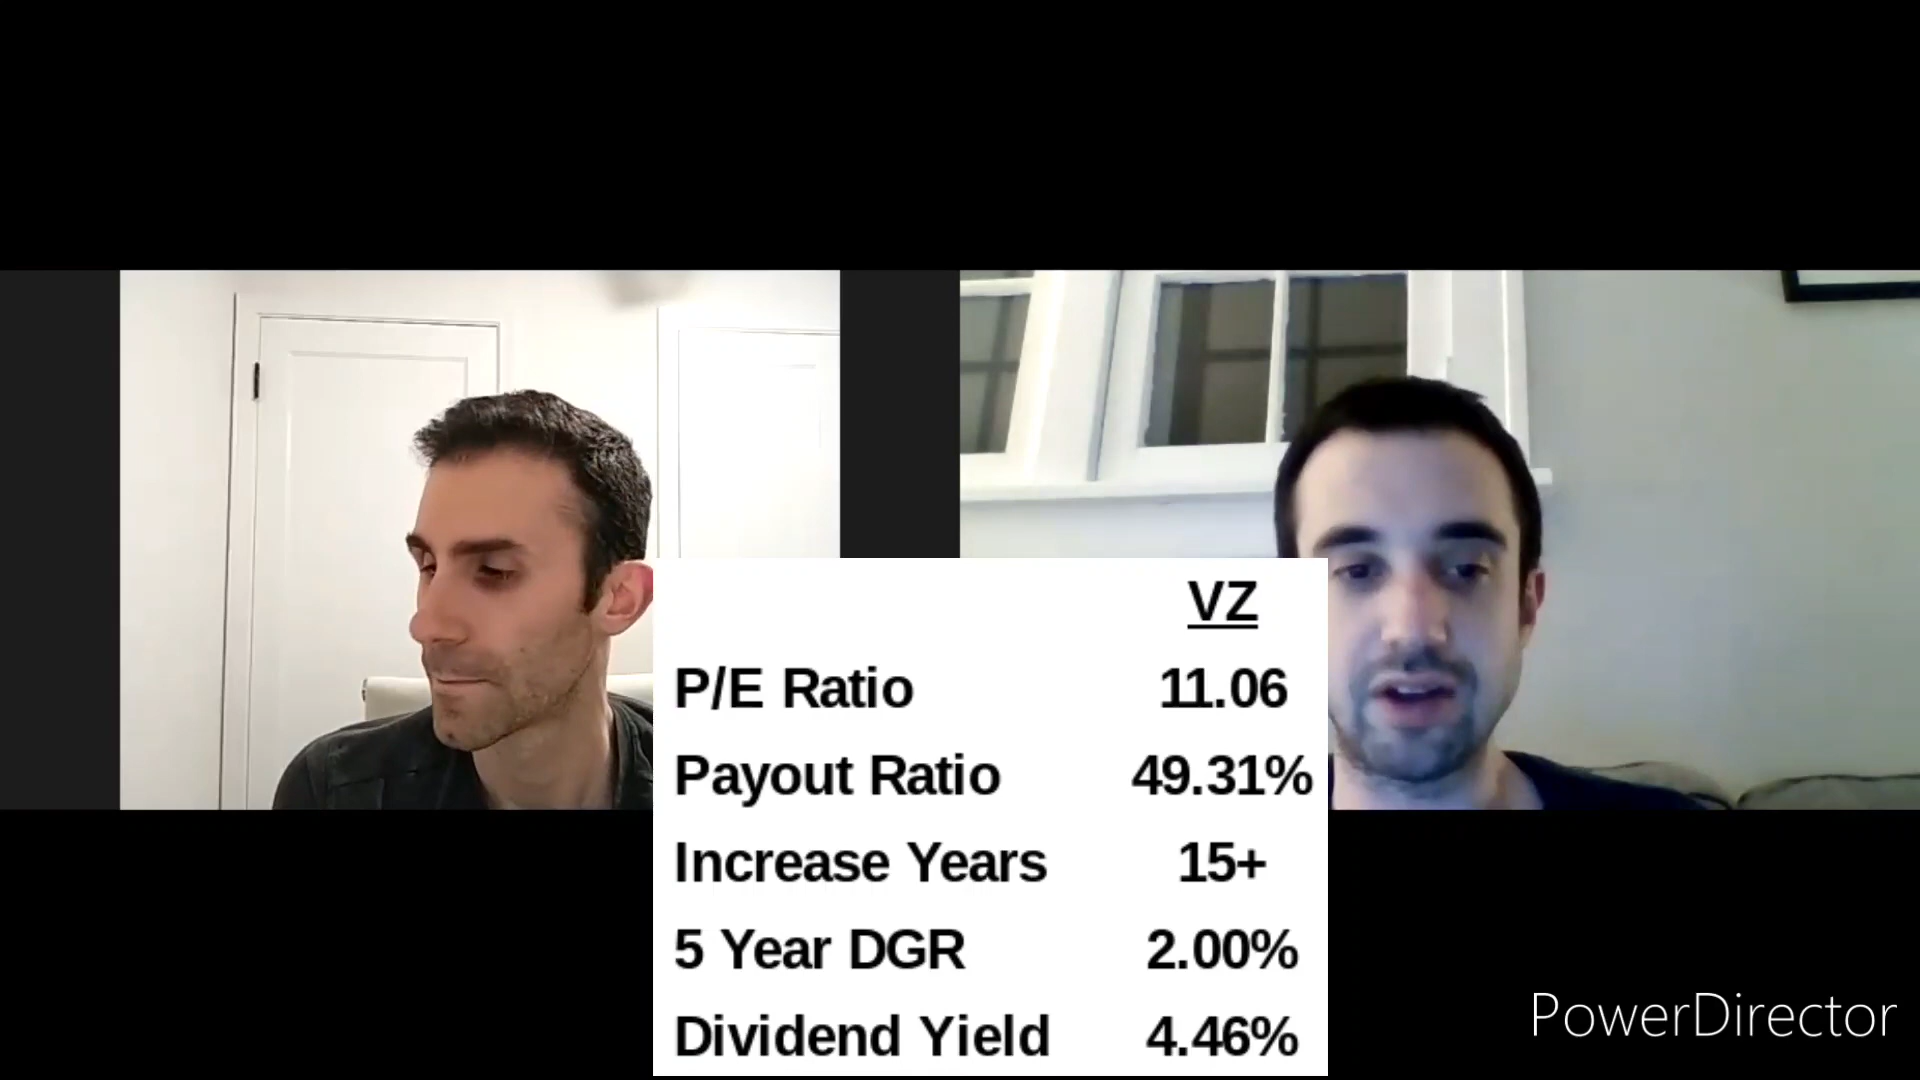 VZ
P/E Ratio 11.06
Payout Ratio 49.31%
Increase Years 15+
5 Year DGR 2.00%
Dividend Yield 4.46%
PowerDirector